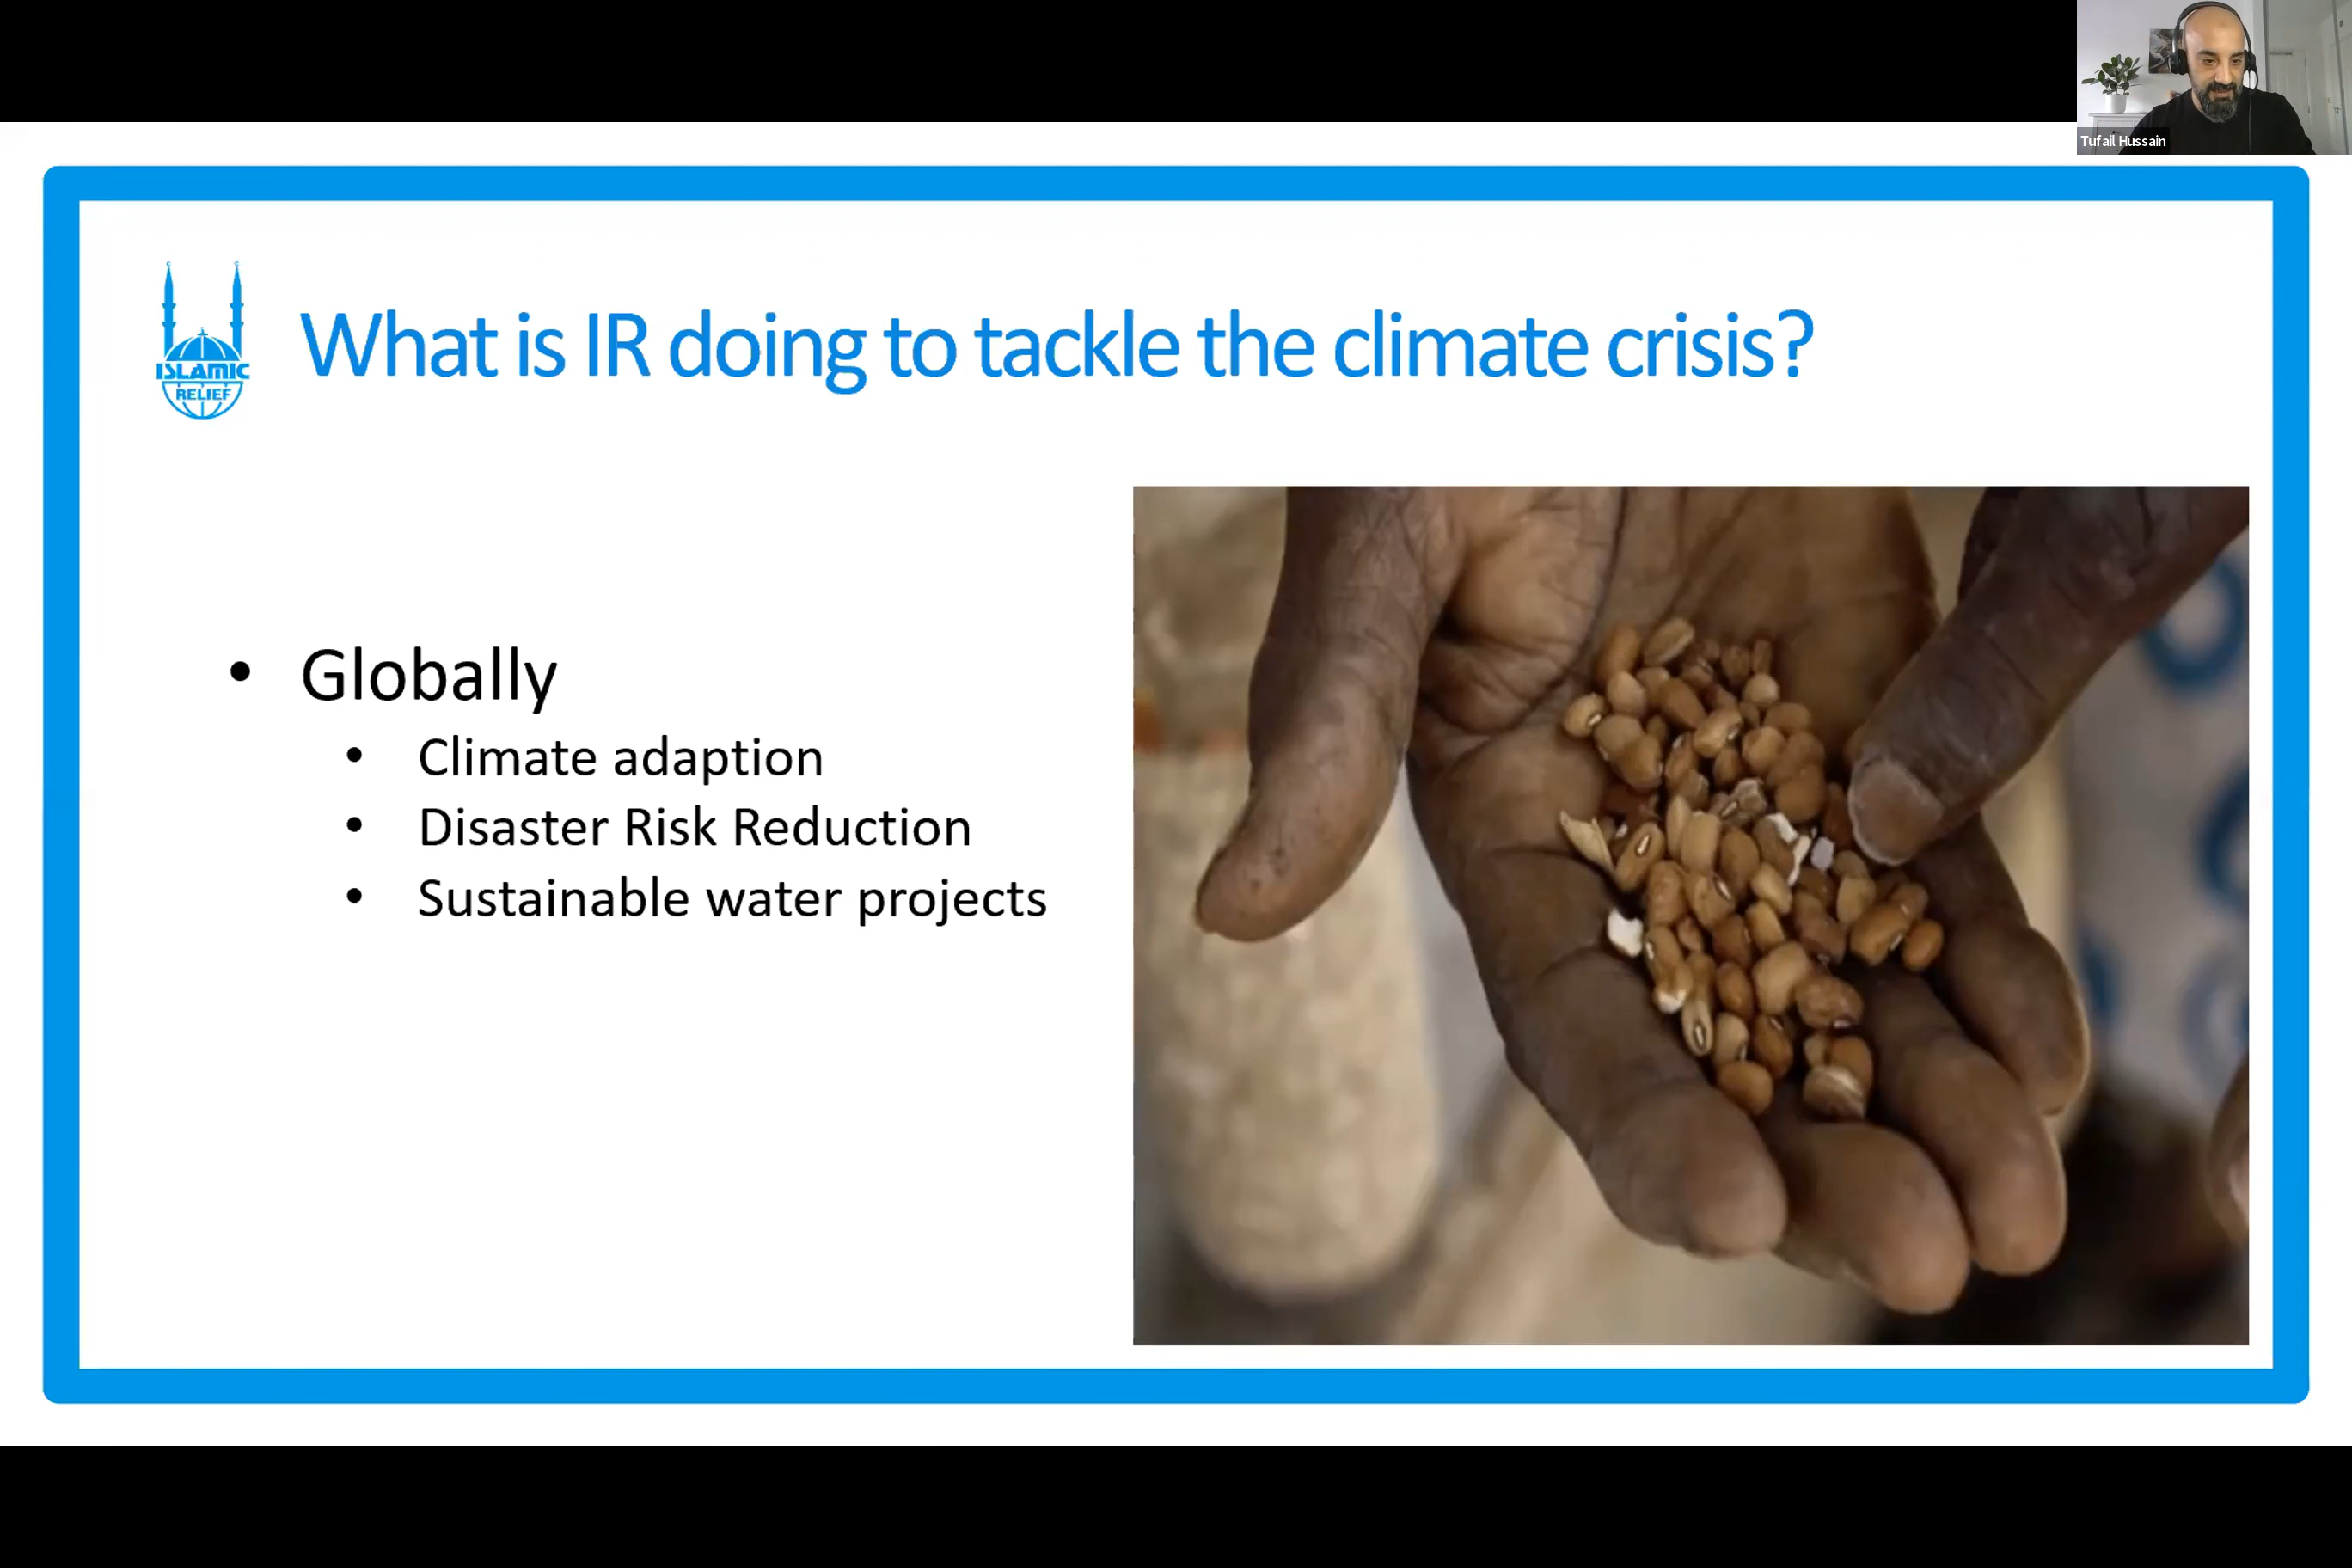 Tufail Hussain
ISLAMIC
RELIEF
What is IR doing to tackle the climate crisis?
• Globally
• Climate adaption
• Disaster Risk Reduction
• Sustainable water projects